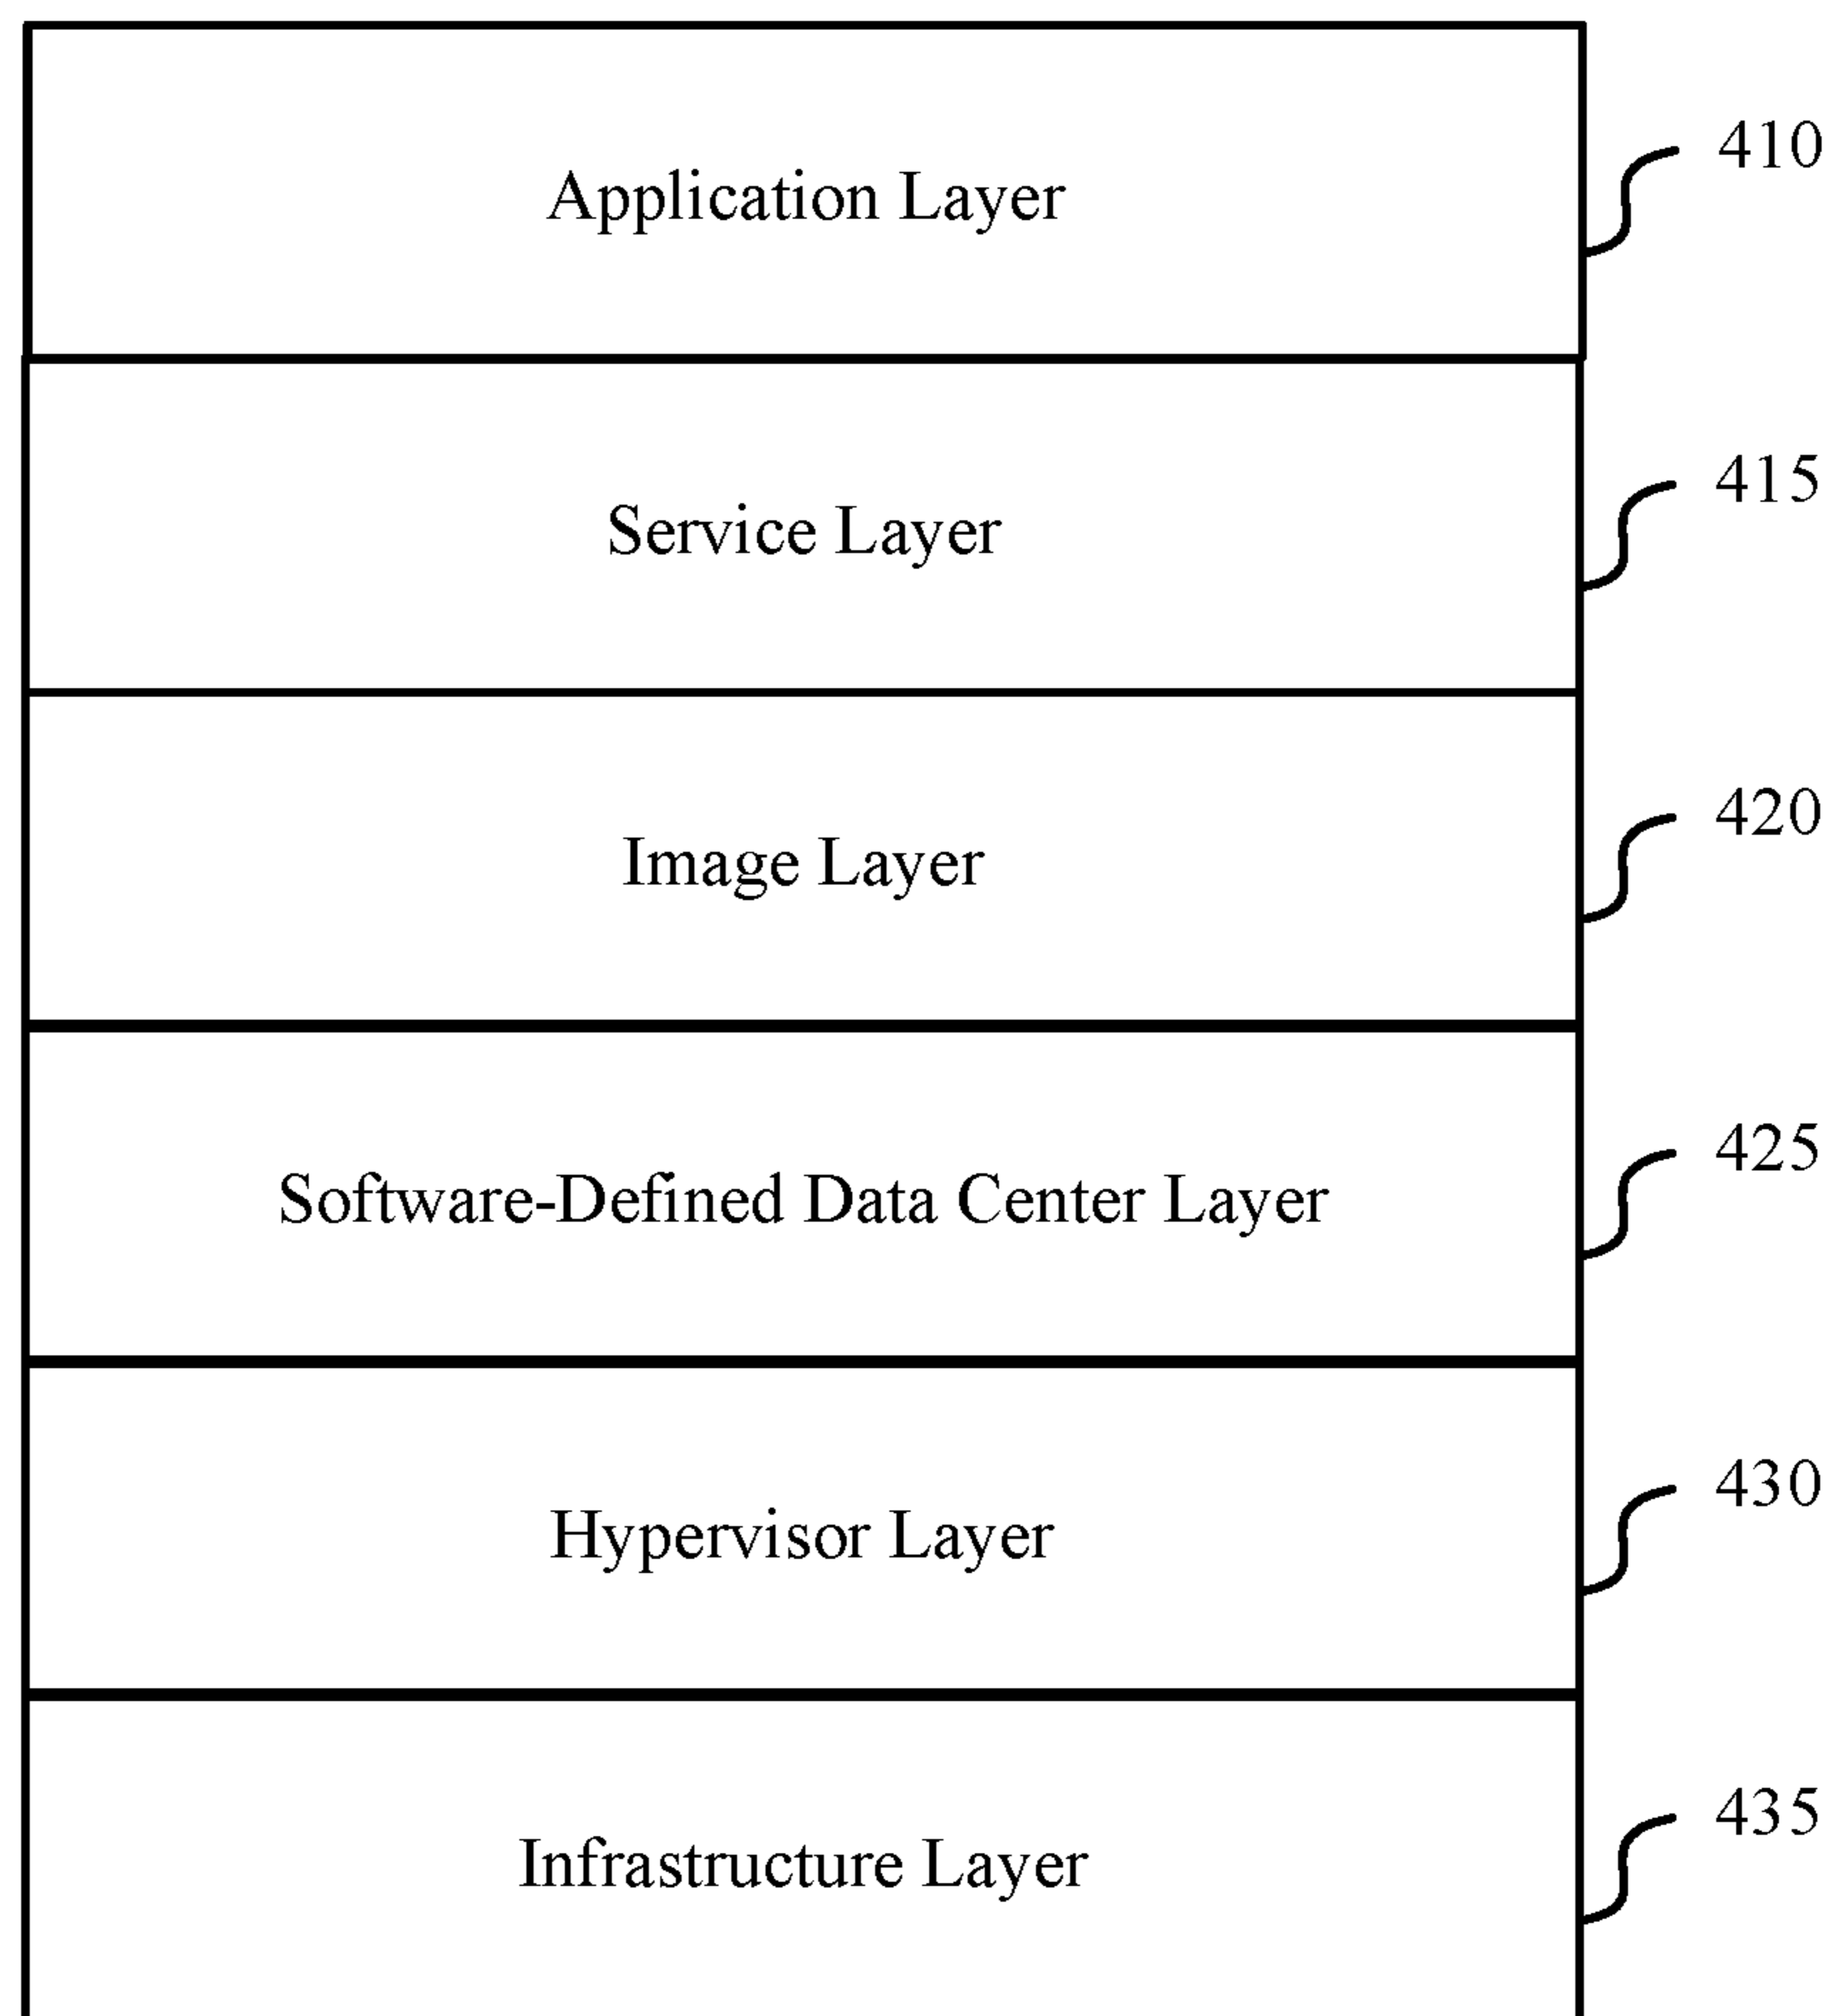 Application Layer
410
Service Layer
415
Image Layer
420
Software-Defined Data Center Layer
425
Hypervisor Layer
430
Infrastructure Layer
435